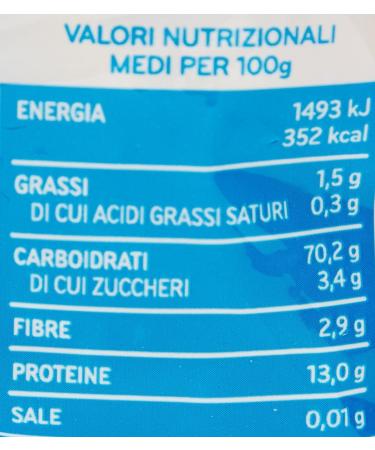 VALORI NUTRIZIONALI
MEDI PER 100g
ENERGIA 1493 kJ
352 kcal
GRASSI 1,5 g
DI CUI ACIDI GRASSI SATURI 0,3 g
CARBOIDRATI 70,2 g
DI CUI ZUCCHERI 3,4 g
FIBRE 2,9 g
PROTEINE 13,0 g
SALE 0,01 g